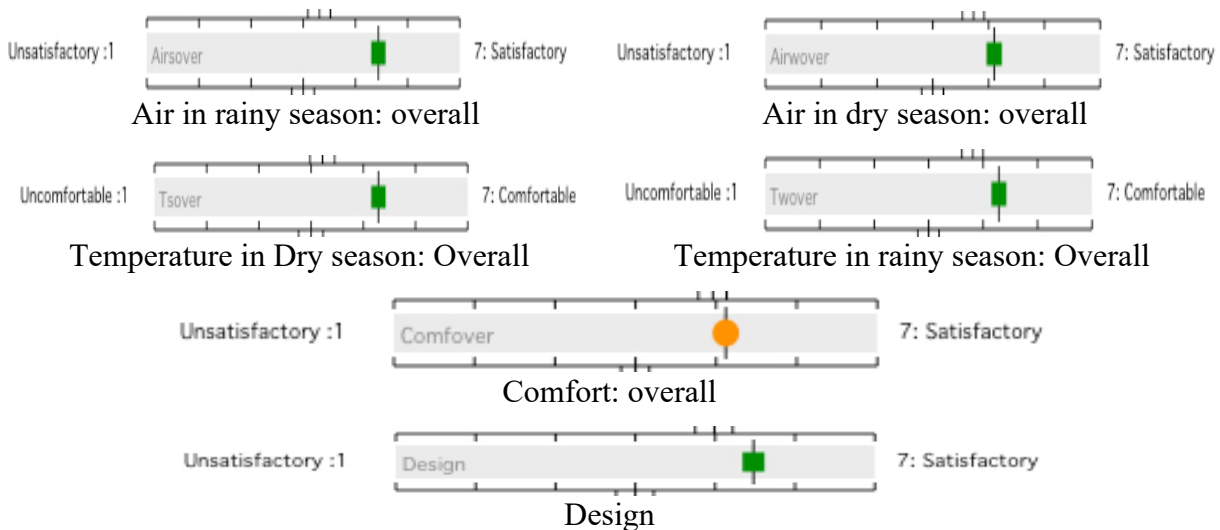 Unsatisfactory :1 Airsover 7: Satisfactory
Unsatisfactory :1 Airwover 7: Satisfactory
Air in rainy season: overall
Air in dry season: overall
Uncomfortable :1 Tsover 7: Comfortable
Uncomfortable :1 Twover 7: Comfortable
Temperature in Dry season: Overall
Temperature in rainy season: Overall
Unsatisfactory :1 Comfover 7: Satisfactory
Comfort: overall
Unsatisfactory :1 Design 7: Satisfactory
Design